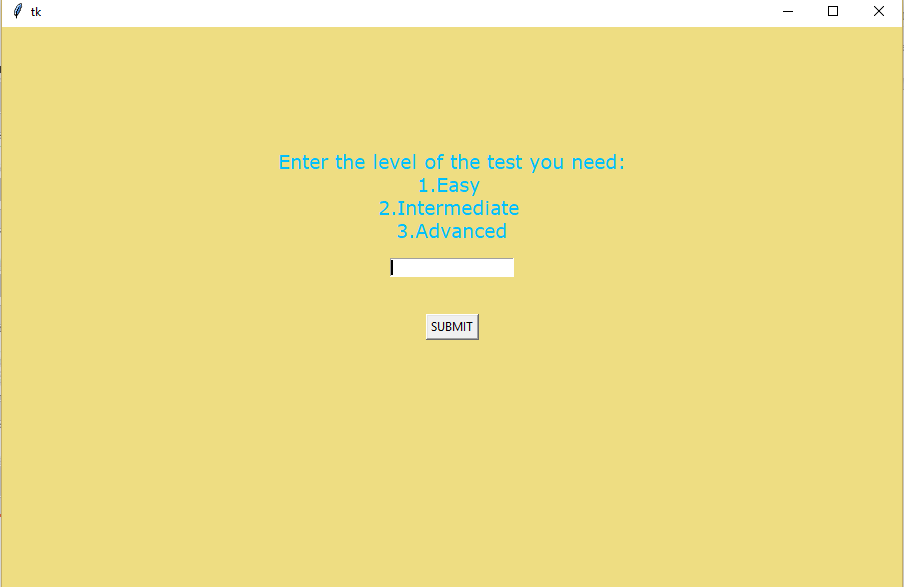 tk
Enter the level of the test you need:
1.Easy
2.Intermediate
3.Advanced
SUBMIT